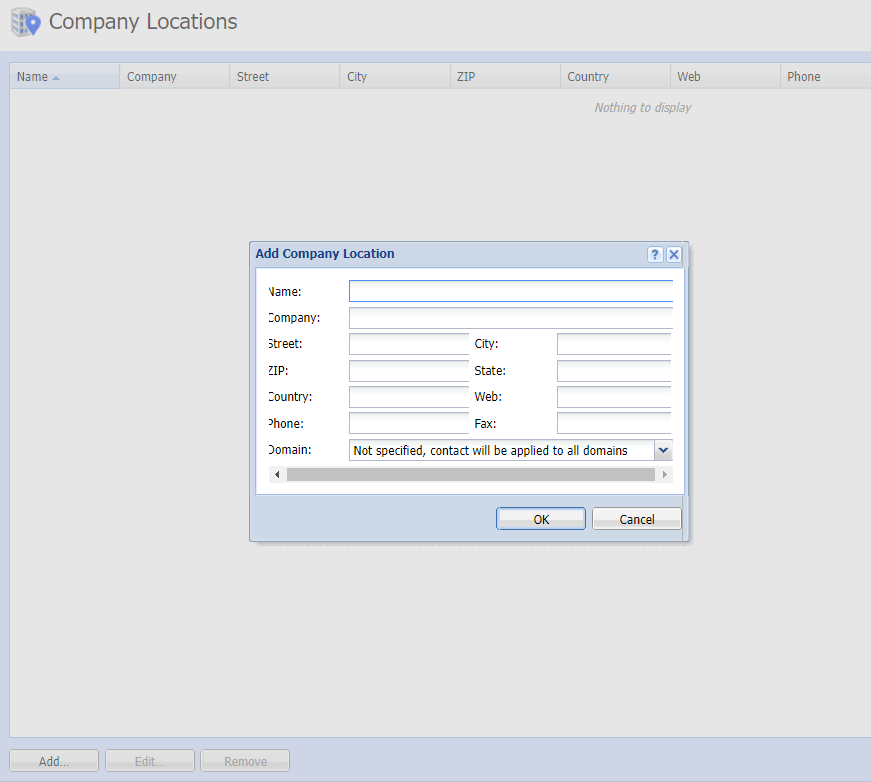 Company Locations
Name Company Street City ZIP Country Web Phone
Nothing to display
Add Company Location ?
Name:
Company:
Street: City:
ZIP: State:
Country: Web:
Phone: Fax:
Domain: Not specified, contact will be applied to all domains
OK Cancel
Add... Edit... Remove